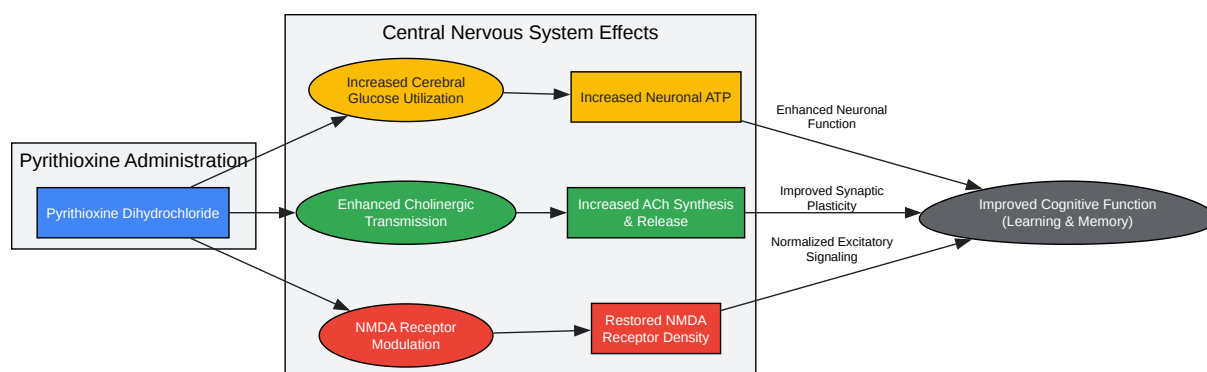 Central Nervous System Effects
Increased Cerebral
Glucose Utilization
Increased Neuronal ATP
Enhanced Neuronal
Function
Pyrithioxine Administration
Pyrithioxine Dihydrochloride
Enhanced Cholinergic
Transmission
Increased ACh Synthesis
& Release
Improved Synaptic
Plasticity
Improved Cognitive Function
(Learning & Memory)
Normalized Excitatory
Signaling
NMDA Receptor
Modulation
Restored NMDA
Receptor Density